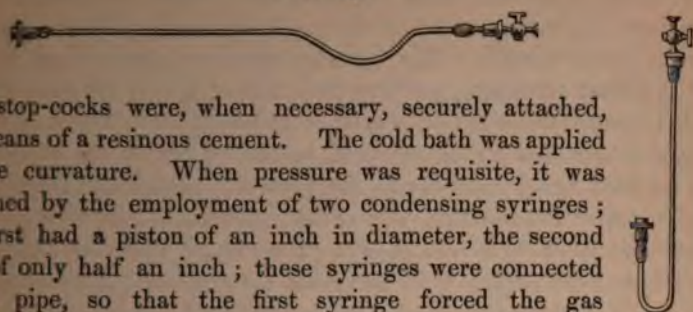 stop-cocks were, when necessary, securely attached,
eans of a resinous cement. The cold bath was applied
e curvature. When pressure was requisite, it was
ned by the employment of two condensing syringes;
rst had a piston of an inch in diameter, the second
f only half an inch; these syringes were connected
pipe, so that the first syringe forced the gas